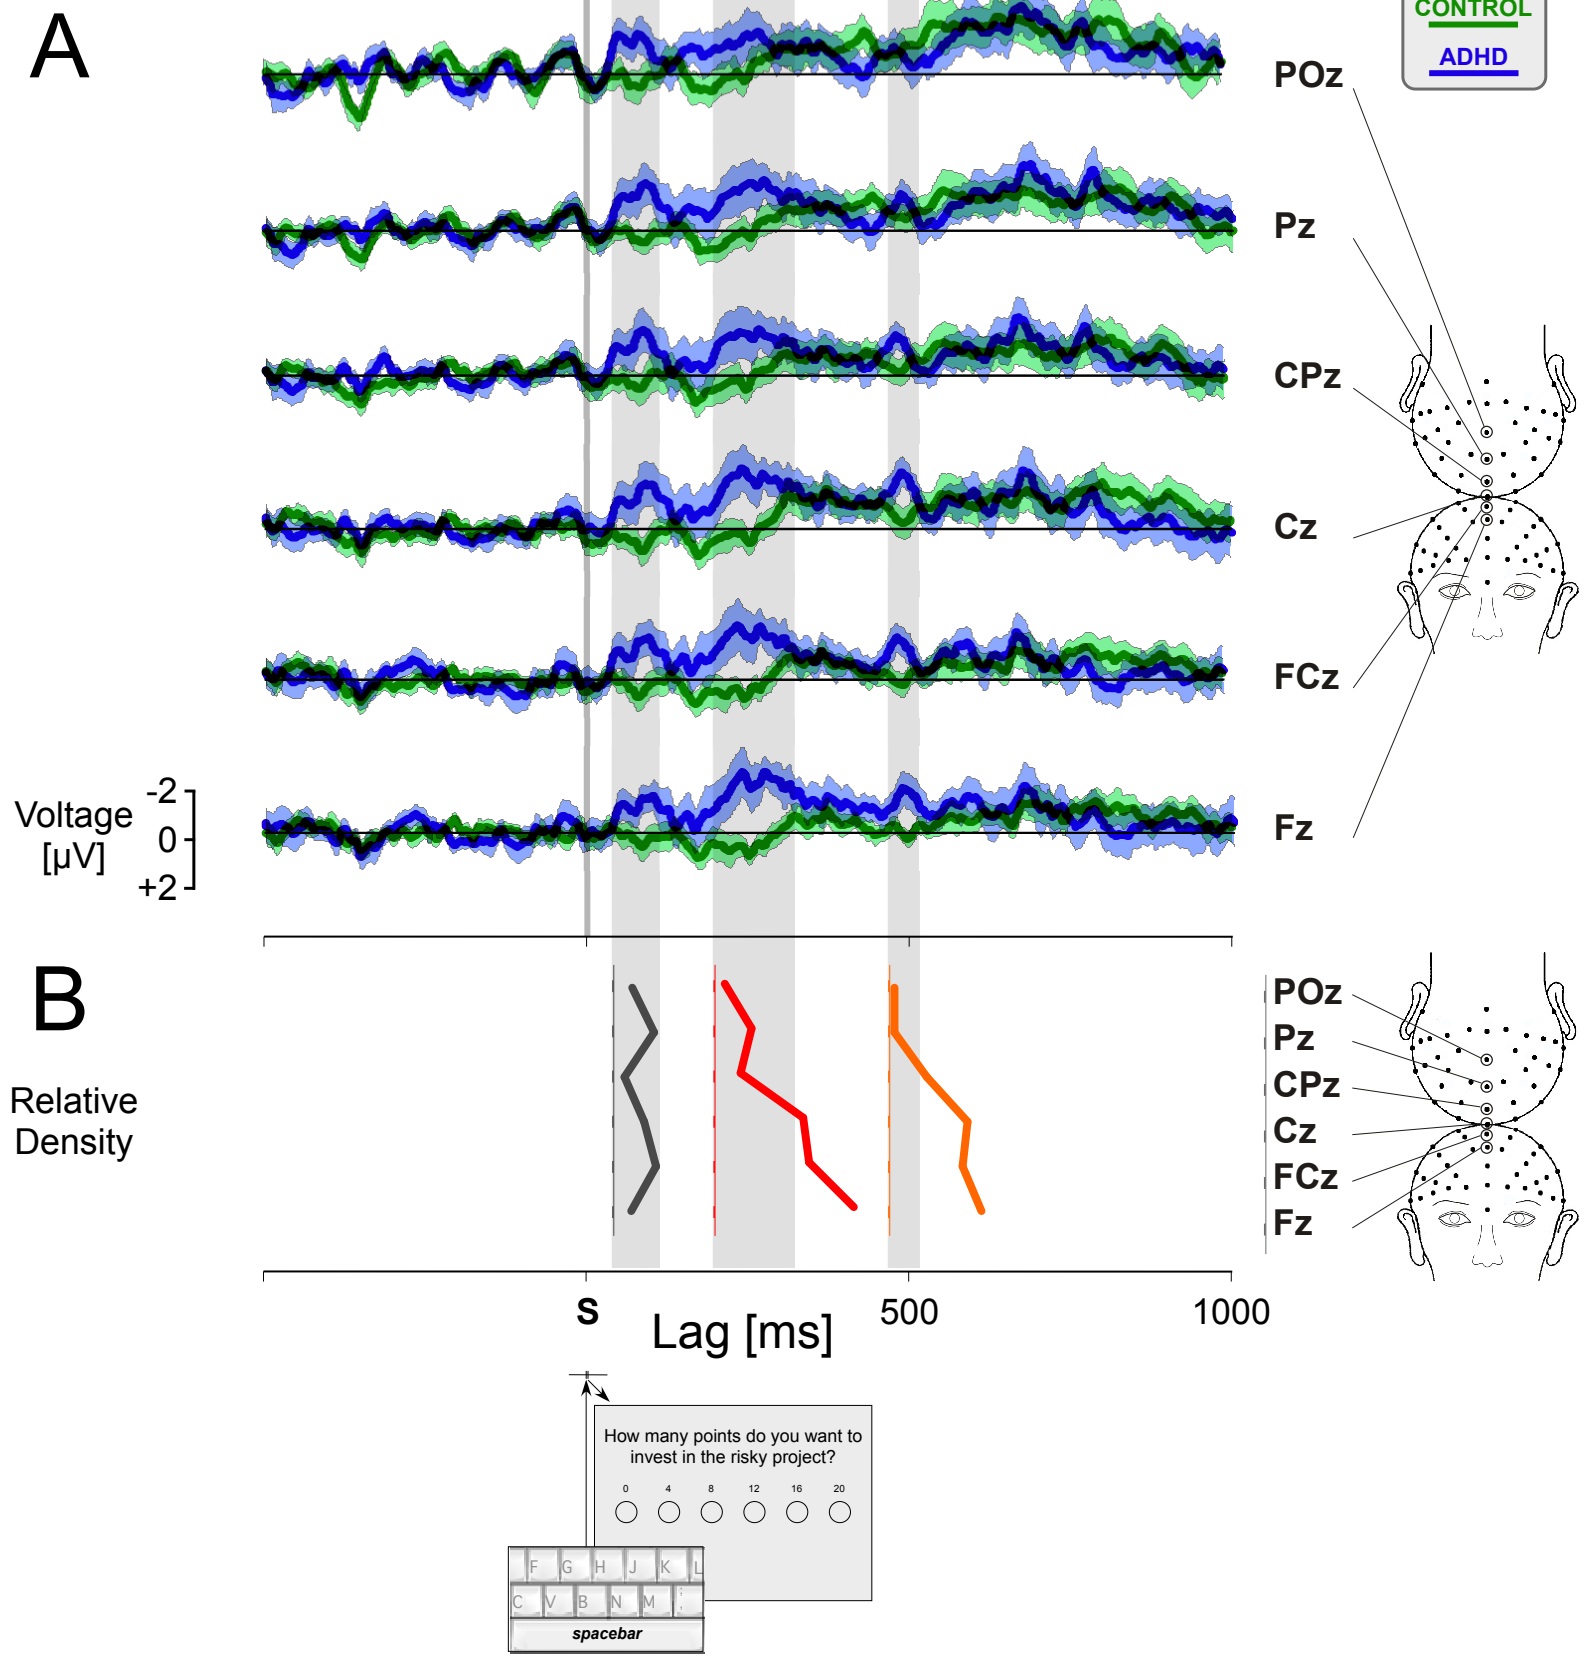 A
CONTROL
ADHD
POz
Pz
CPz
Cz
FCz
Fz
Voltage
[µV]
-2
0
+2
B
Relative
Density
POz
Pz
CPz
Cz
FCz
Fz
S
500
1000
Lag [ms]
How many points do you want to
invest in the risky project?
0 4 8 12 16 20
F G H J K L
C V B N M ; ,
spacebar